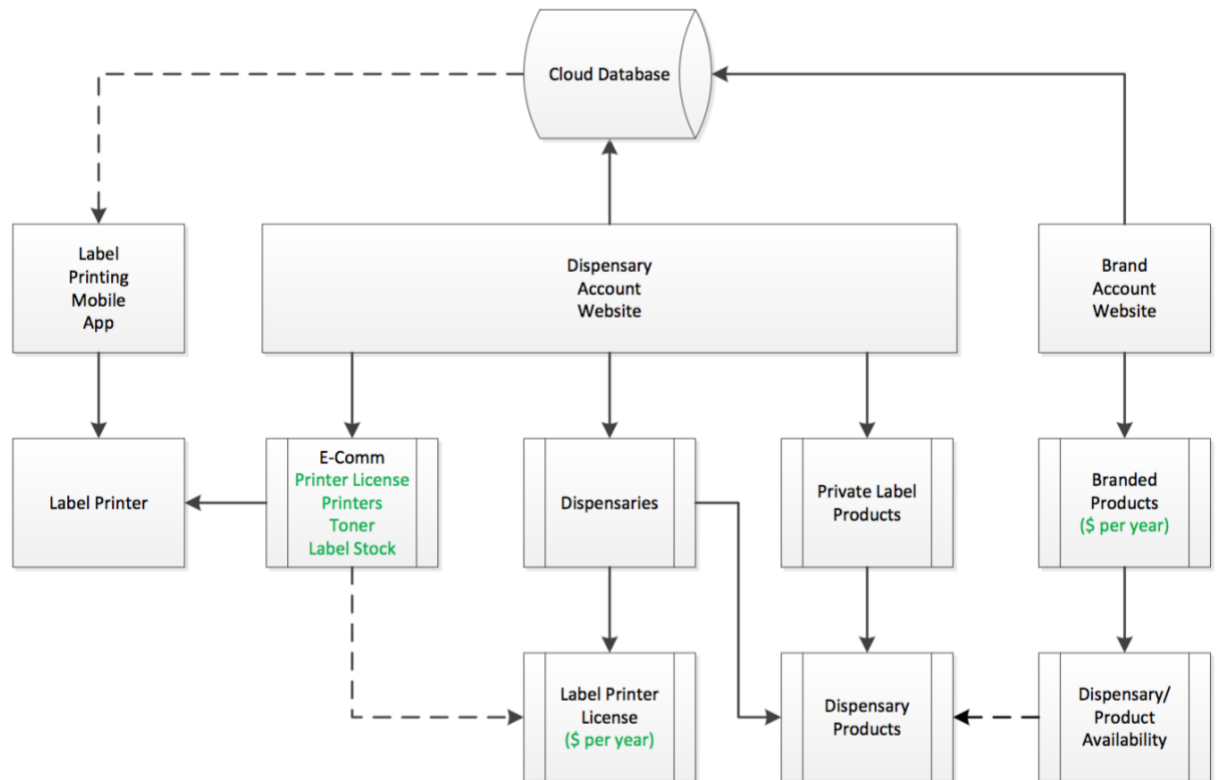 Cloud Database
Label
Printing
Mobile
App
Dispensary
Account
Website
Brand
Account
Website
Label Printer
E-Comm
Printer License
Printers
Toner
Label Stock
Dispensaries
Private Label
Products
Branded
Products
($ per year)
Label Printer
License
($ per year)
Dispensary
Products
Dispensary/
Product
Availability